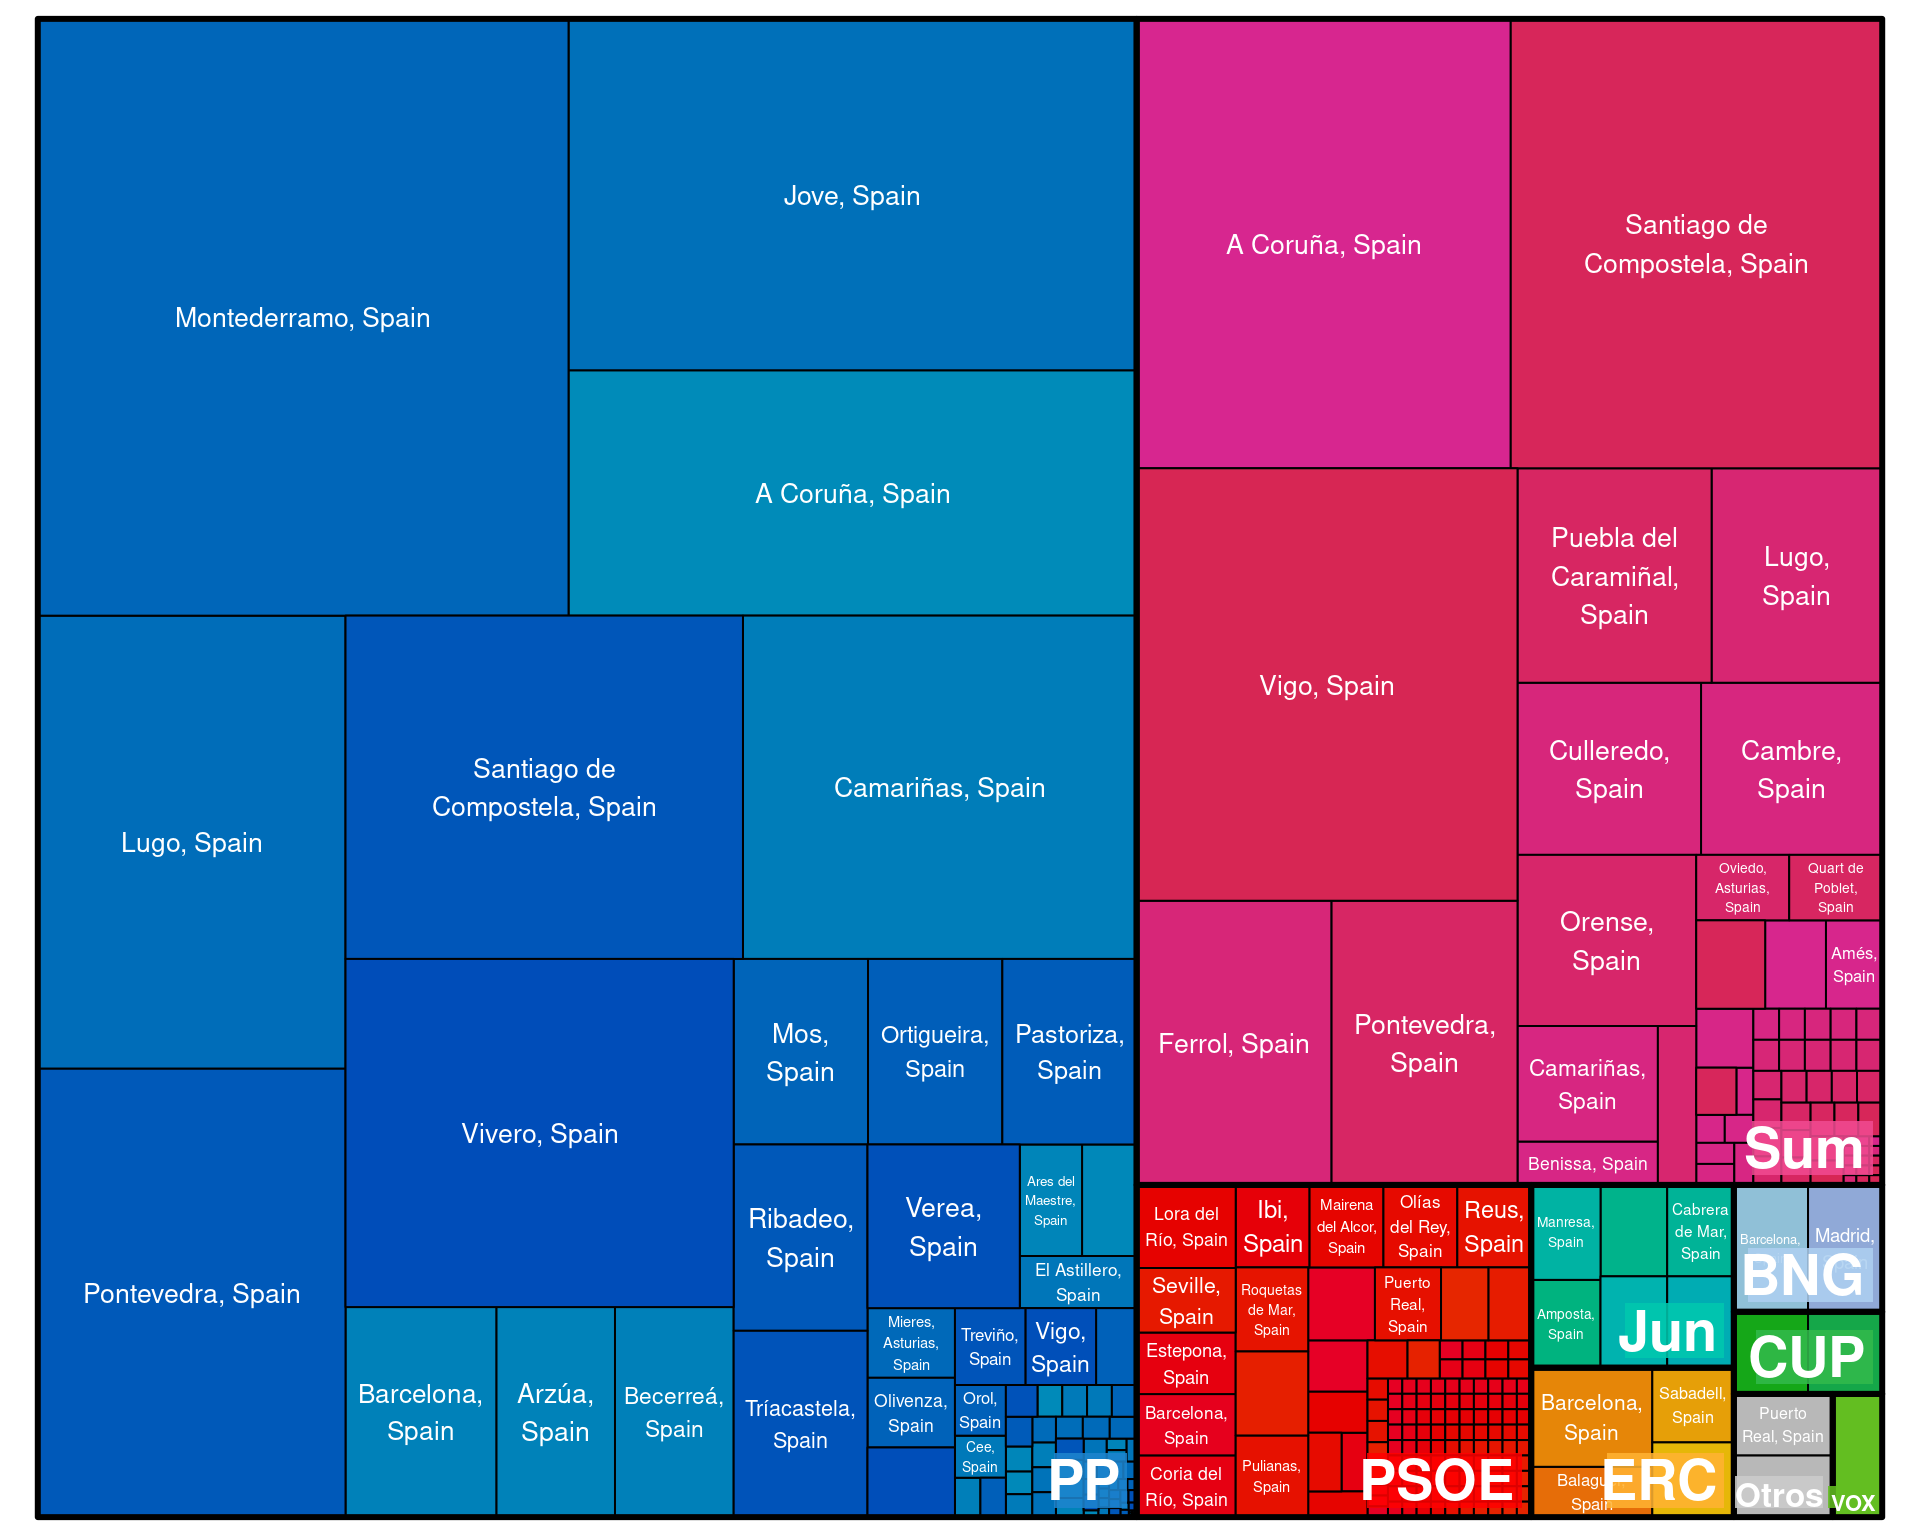 Montederramo, Spain
Jove, Spain
A Coruña, Spain
Lugo, Spain
Santiago de
Compostela, Spain
Camariñas, Spain
Pontevedra, Spain
Vivero, Spain
Mos,
Spain
Ortigueira,
Spain
Pastoriza,
Spain
Ribadeo,
Spain
Verea,
Spain
Ares del
Maestre,
Spain
El Astillero,
Spain
Barcelona,
Spain
Arzúa,
Spain
Becerreá,
Spain
Tríacastela,
Spain
Mieres,
Asturias,
Spain
Treviño,
Spain
Vigo,
Spain
Olivenza,
Spain
Orol,
Spain
Cee,
Spain
PP
A Coruña, Spain
Santiago de
Compostela, Spain
Vigo, Spain
Puebla del
Caramiñal,
Spain
Lugo,
Spain
Culleredo,
Spain
Cambre,
Spain
Orense,
Spain
Oviedo,
Asturias,
Spain
Quart de
Poblet,
Spain
Amés,
Spain
Ferrol, Spain
Pontevedra,
Spain
Camariñas,
Spain
Benissa, Spain
Sum
Lora del
Río, Spain
Ibi,
Spain
Mairena
del Alcor,
Spain
Olías
del Rey,
Spain
Reus,
Spain
Seville,
Spain
Roquetas
de Mar,
Spain
Puerto
Real,
Spain
Estepona,
Spain
Barcelona,
Spain
Coria del
Río, Spain
Pulianas,
Spain
PSOE
Manresa,
Spain
Cabrera
de Mar,
Spain
Amposta,
Spain
Jun
Barcelona,
Madrid,
BNG
CUP
Barcelona,
Spain
Sabadell,
Spain
Spain
ERC
Puerto
Real, Spain
Otros
VOX